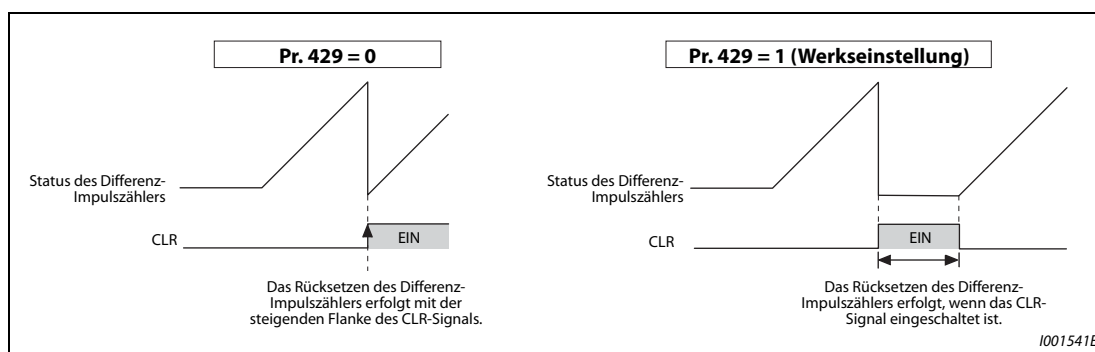 Pr. 429 = 0
Status des Differenz-
Impulszählers
CLR
EIN
Das Rücksetzen des Differenz-
Impulszählers erfolgt mit der
steigenden Flanke des CLR-Signals.
Pr. 429 = 1 (Werkseinstellung)
Status des Differenz-
Impulszählers
CLR
EIN
Das Rücksetzen des Differenz-
Impulszählers erfolgt, wenn das CLR-
Signal eingeschaltet ist.
I001541E